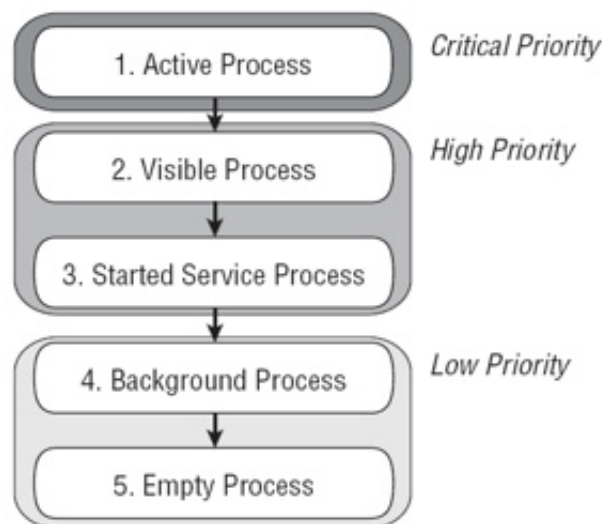 1. Active Process
Critical Priority
2. Visible Process
High Priority
3. Started Service Process
4. Background Process
Low Priority
5. Empty Process